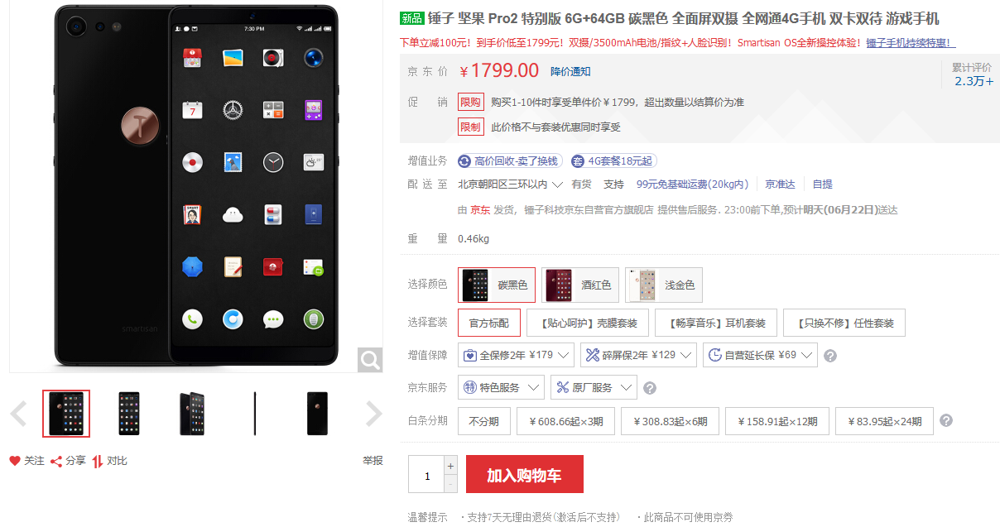 7:30 PM
smartisan
关注 分享 对比
举报
新品 锤子 坚果 Pro2 特别版 6G+64GB 碳黑色 全面屏双摄 全网通4G手机 双卡双待 游戏手机
下单立减100元！到手价低至1799元！双摄/3500mAh电池/指纹+人脸识别！Smartisan OS全新操控体验！锤子手机持续特惠！
京东价 ￥1799.00 降价通知
累计评价
2.3万+
促销 限购 购买1-10件时享受单件价￥1799，超出数量以结算价为准
限制 此价格不与套装优惠同时享受
增值业务 高价回收-卖了换钱 套 4G套餐18元起
配送至 北京朝阳区三环以内 有货 支持 99元免基础运费(20kg内) 京准达 自提
由 京东 发货，锤子科技京东自营官方旗舰店 提供售后服务. 23:00前下单,预计明天(06月22日)送达
重量 0.46kg
选择颜色 碳黑色 酒红色 浅金色
选择套装 官方标配 【贴心呵护】壳膜套装 【畅享音乐】耳机套装 【只换不修】任性套装
增值保障 全保修2年 ¥179 碎屏保2年 ¥129 自营延长保 ¥69 ?
京东服务 特 特色服务 原厂服务 ?
白条分期 不分期 ￥608.66起×3期 ￥308.83起×6期 ￥158.91起×12期 ￥83.95起×24期 ?
1 + - 加入购物车
温馨提示 ·支持7天无理由退货(激活后不支持) ·此商品不可使用京券